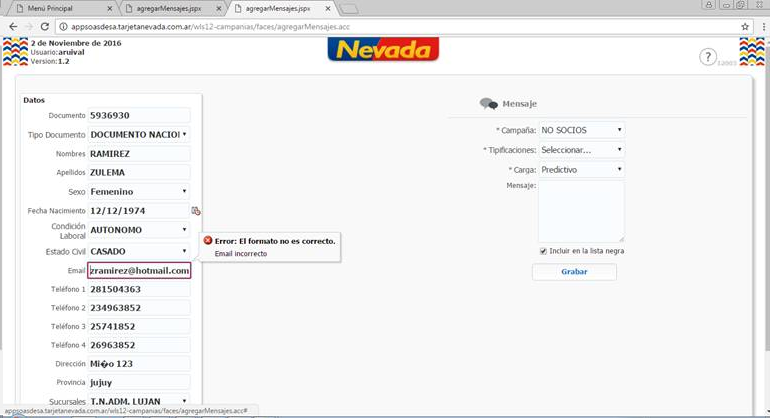 Menú Principal
agregarMensajes.jspx
agregarMensajes.jspx
appsoasdesa.tarjetanevada.com.ar/wls12-campanias/faces/agregarMensajes.acc
2 de Noviembre de 2016
Usuario:aruival
Version:1.2
Nevada
?
Datos
Documento 5936930
Tipo Documento DOCUMENTO NACIO
Nombres RAMIREZ
Apellidos ZULEMA
Sexo Femenino
Fecha Nacimiento 12/12/1974
Condición
Laboral AUTONOMO
Estado Civil CASADO
Email zramirez@hotmail.com
Teléfono 1 281504363
Teléfono 2 234963852
Teléfono 3 25741852
Teléfono 4 26963852
Dirección Mi�o 123
Provincia jujuy
Sucursales T.N.ADM. LUJAN
Error: El formato no es correcto.
Email incorrecto
Mensaje
* Campaña: NO SOCIOS
* Tipificaciones: Seleccionar...
* Carga: Predictivo
Mensaje:
Incluir en la lista negra
Grabar
appsoasdesa.tarjetanevada.com.ar/wls12-campanias/faces/agregarMensajes.acc#